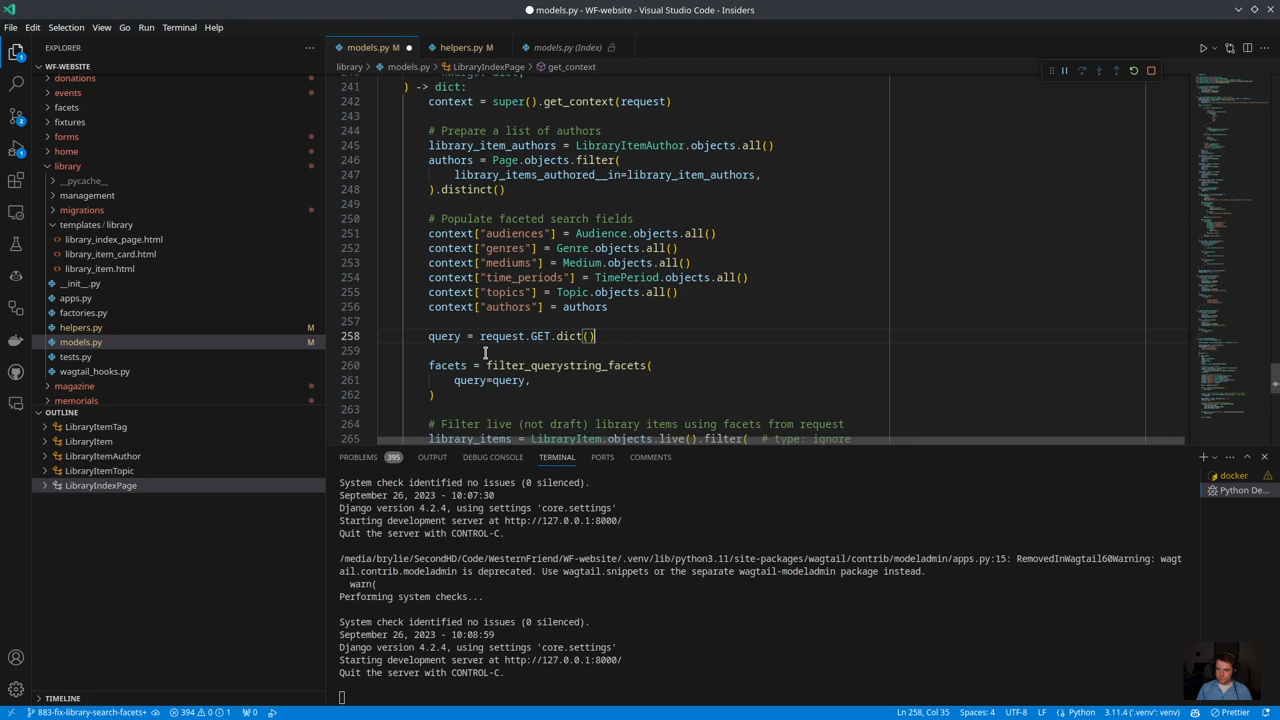 models.py - WF-website - Visual Studio Code - Insiders
File Edit Selection View Go Run Terminal Help
EXPLORER
WF-WEBSITE
donations
events
facets
fixtures
forms
home
library
__pycache__
management
migrations
templates / library
library_index_page.html
library_item_card.html
library_item.html
__init__.py
apps.py
factories.py
helpers.py M
models.py M
tests.py
wagtail_hooks.py
magazine
memorials
OUTLINE
LibraryItemTag
LibraryItem
LibraryItemAuthor
LibraryItemTopic
LibraryIndexPage
TIMELINE
models.py M
helpers.py M
models.py (Index)
library > models.py > LibraryIndexPage > get_context
241 ) -> dict:
242 context = super().get_context(request)
243
244 # Prepare a list of authors
245 library_item_authors = LibraryItemAuthor.objects.all()
246 authors = Page.objects.filter(
247 library_items_authored__in=library_item_authors,
248 ).distinct()
249
250 # Populate faceted search fields
251 context["audiences"] = Audience.objects.all()
252 context["genres"] = Genre.objects.all()
253 context["mediums"] = Medium.objects.all()
254 context["time_periods"] = TimePeriod.objects.all()
255 context["topics"] = Topic.objects.all()
256 context["authors"] = authors
257
258 query = request.GET.dict()
259
260 facets = filter_querystring_facets(
261 query=query,
262 )
263
264 # Filter live (not draft) library items using facets from request
265 library_items = LibraryItem.objects.live().filter( # type: ignore
PROBLEMS 395 OUTPUT DEBUG CONSOLE TERMINAL PORTS COMMENTS
System check identified no issues (0 silenced).
September 26, 2023 - 10:07:30
Django version 4.2.4, using settings 'core.settings'
Starting development server at http://127.0.0.1:8000/
Quit the server with CONTROL-C.
/media/brylie/SecondHD/Code/WesternFriend/WF-website/.venv/lib/python3.11/site-packages/wagtail/contrib/modeladmin/apps.py:15: RemovedInWagtail60Warning: wagt
ail.contrib.modeladmin is deprecated. Use wagtail.snippets or the separate wagtail-modeladmin package instead.
warn(
Performing system checks...
System check identified no issues (0 silenced).
September 26, 2023 - 10:08:59
Django version 4.2.4, using settings 'core.settings'
Starting development server at http://127.0.0.1:8000/
Quit the server with CONTROL-C.
docker
Python De...
883-fix-library-search-facets+ 394 0 1 0 Ln 258, Col 35 Spaces: 4 UTF-8 LF Python 3.11.4 ('.venv': venv) Prettier